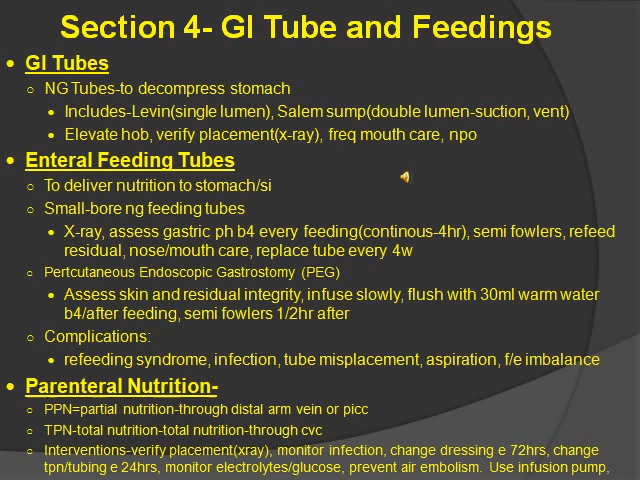 Section 4- GI Tube and Feedings
GI Tubes
NG Tubes-to decompress stomach
Includes-Levin(single lumen), Salem sump(double lumen-suction, vent)
Elevate hob, verify placement(x-ray), freq mouth care, npo
Enteral Feeding Tubes
To deliver nutrition to stomach/si
Small-bore ng feeding tubes
X-ray, assess gastric ph b4 every feeding(continous-4hr), semi fowlers, refeed
residual, nose/mouth care, replace tube every 4w
Pertcutaneous Endoscopic Gastrostomy (PEG)
Assess skin and residual integrity, infuse slowly, flush with 30ml warm water
b4/after feeding, semi fowlers 1/2hr after
Complications:
refeeding syndrome, infection, tube misplacement, aspiration, f/e imbalance
Parenteral Nutrition-
PPN=partial nutrition-through distal arm vein or picc
TPN-total nutrition-total nutrition-through cvc
Interventions-verify placement(xray), monitor infection, change dressing e 72hrs, change
tpn/tubing e 24hrs, monitor electrolytes/glucose, prevent air embolism. Use infusion pump,